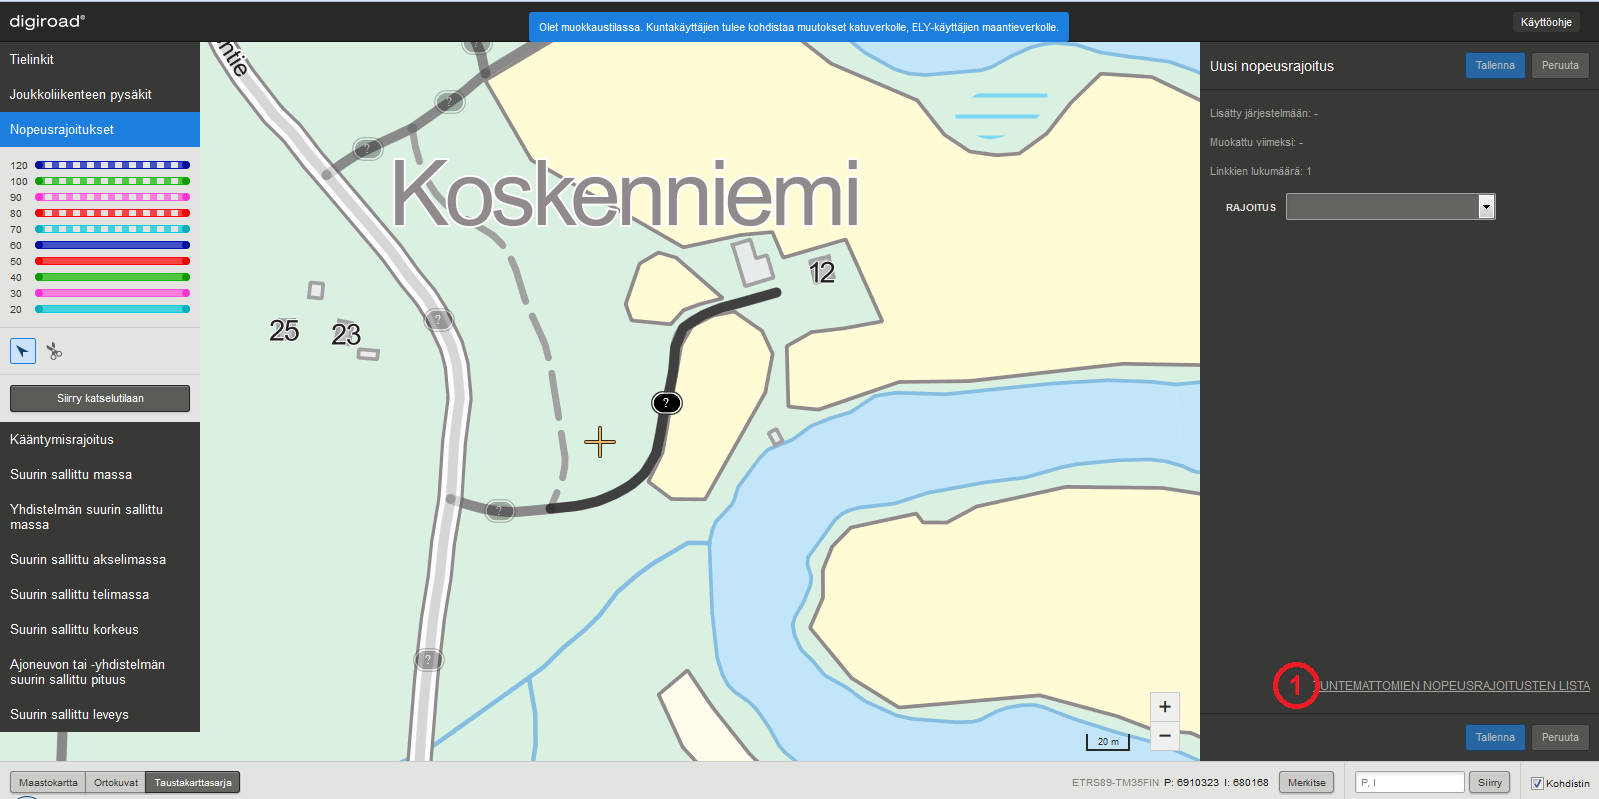 digiroad®
Olet muokkaustilassa. Kuntakäyttäjien tulee kohdistaa muutokset katuverkolle, ELY-käyttäjien maantieverkolle.
Käyttöohje
Tielinkit
Joukkoliikenteen pysäkit
Nopeusrajoitukset
120
100
90
80
70
60
50
40
30
20
Siirry katselutilaan
Kääntymisrajoitus
Suurin sallittu massa
Yhdistelmän suurin sallittu
massa
Suurin sallittu akselimassa
Suurin sallittu telimassa
Suurin sallittu korkeus
Ajoneuvon tai -yhdistelmän
suurin sallittu pituus
Suurin sallittu leveys
ntie
?
?
?
Koskenniemi
12
25
23
?
?
?
?
20 m
+
−
Uusi nopeusrajoitus
Tallenna
Peruuta
Lisätty järjestelmään: -
Muokattu viimeksi: -
Linkkien lukumäärä: 1
RAJOITUS
1
TUNTEMATTOMIEN NOPEUSRAJOITUSTEN LISTA
Tallenna
Peruuta
Maastokartta
Ortokuvat
Taustakarttasarja
ETRS89-TM35FIN P: 6910323 I: 680168
Merkitse
P, I
Siirry
Kohdistin